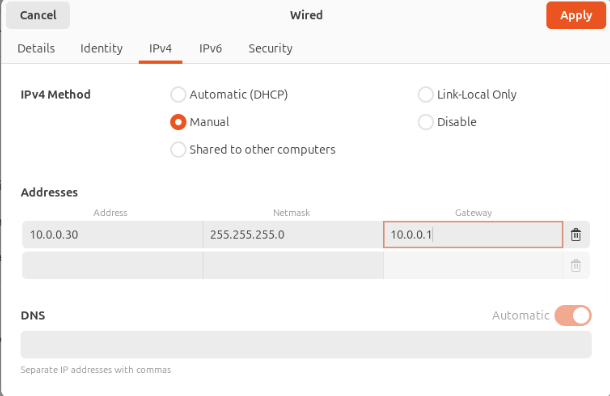 Cancel Wired Apply
Details Identity IPv4 IPv6 Security
IPv4 Method Automatic (DHCP) Link-Local Only
Manual Disable
Shared to other computers
Addresses
Address Netmask Gateway
10.0.0.30 255.255.255.0 10.0.0.1
DNS Automatic
Separate IP addresses with commas